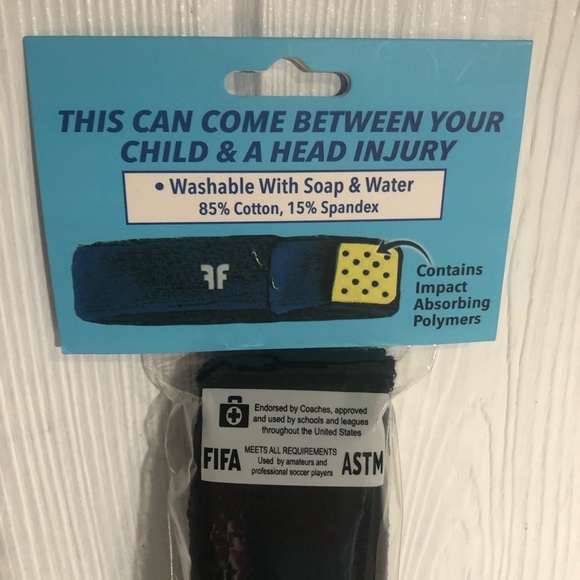 THIS CAN COME BETWEEN YOUR
CHILD & A HEAD INJURY
• Washable With Soap & Water
85% Cotton, 15% Spandex
FF
Contains
Impact
Absorbing
Polymers
Endorsed by Coaches, approved
and used by schools and leagues
throughout the United States
FIFA
MEETS ALL REQUIREMENTS
Used by amateurs and
professional soccer players
ASTM